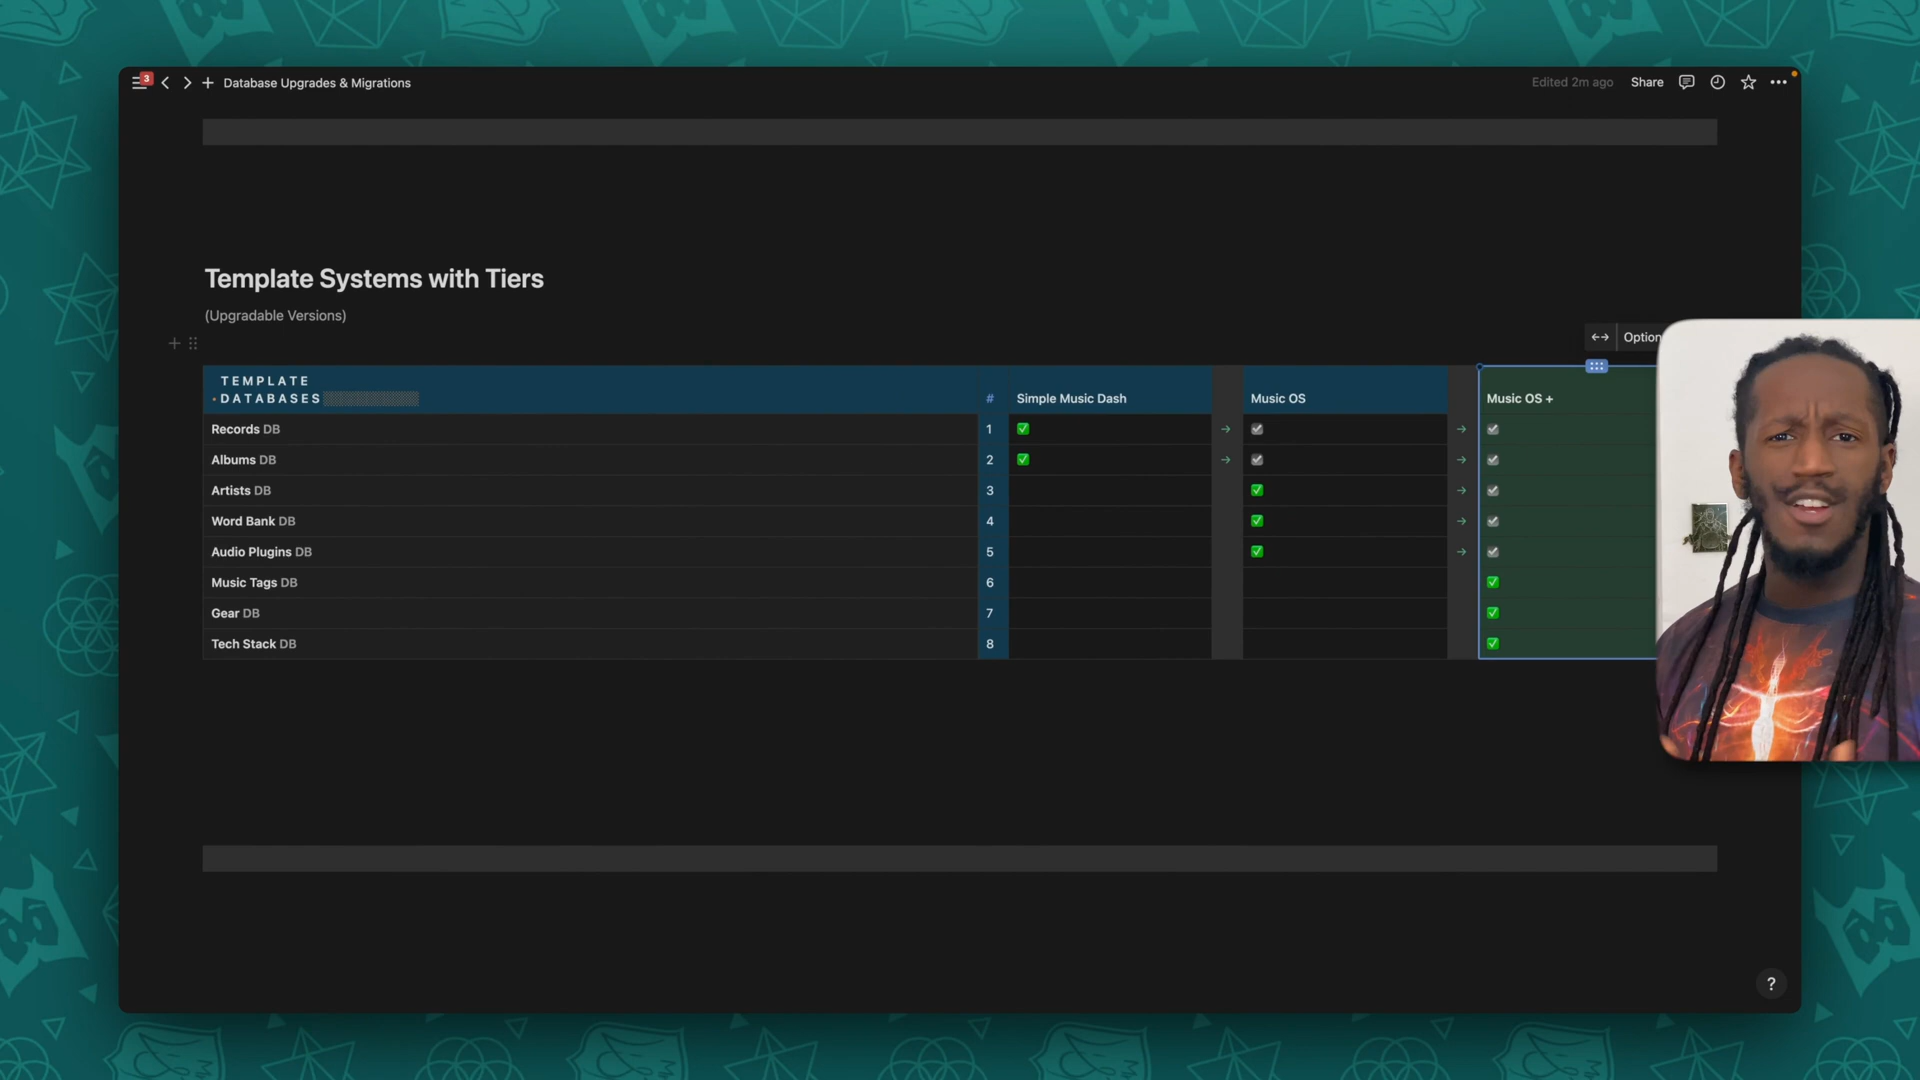 3
Database Upgrades & Migrations
Edited 2m ago
Share
Template Systems with Tiers
(Upgradable Versions)
Option
TEMPLATE
DATABASES
#
Simple Music Dash
Music OS
Music OS +
Records DB 1 ✅ → ☑ → ☑
Albums DB 2 ✅ → ☑ → ☑
Artists DB 3 ✅ → ☑
Word Bank DB 4 ✅ → ☑
Audio Plugins DB 5 ✅ → ☑
Music Tags DB 6 ✅
Gear DB 7 ✅
Tech Stack DB 8 ✅
?